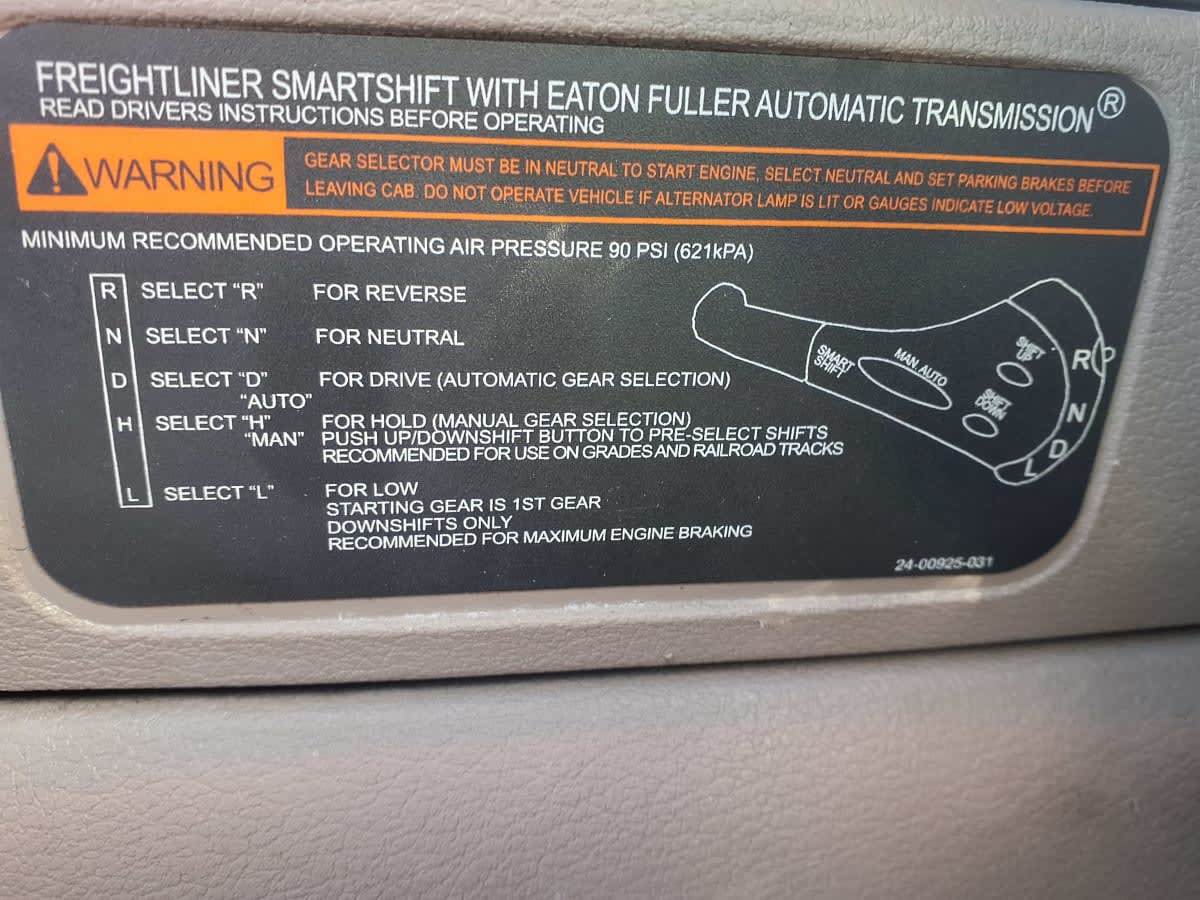 FREIGHTLINER SMARTSHIFT WITH EATON FULLER AUTOMATIC TRANSMISSION®
READ DRIVERS INSTRUCTIONS BEFORE OPERATING
WARNING
GEAR SELECTOR MUST BE IN NEUTRAL TO START ENGINE, SELECT NEUTRAL AND SET PARKING BRAKES BEFORE
LEAVING CAB. DO NOT OPERATE VEHICLE IF ALTERNATOR LAMP IS LIT OR GAUGES INDICATE LOW VOLTAGE.
MINIMUM RECOMMENDED OPERATING AIR PRESSURE 90 PSI (621kPA)
R SELECT “R” FOR REVERSE
N SELECT “N” FOR NEUTRAL
D SELECT “D” FOR DRIVE (AUTOMATIC GEAR SELECTION)
“AUTO”
H SELECT “H” FOR HOLD (MANUAL GEAR SELECTION)
“MAN” PUSH UP/DOWNSHIFT BUTTON TO PRE-SELECT SHIFTS
RECOMMENDED FOR USE ON GRADES AND RAILROAD TRACKS
L SELECT “L” FOR LOW
STARTING GEAR IS 1ST GEAR
DOWNSHIFTS ONLY
RECOMMENDED FOR MAXIMUM ENGINE BRAKING
SMART
SHIFT
MAN. AUTO
SHIFT
UP
SHIFT
DOWN
R
N
D
L
24-00925-031